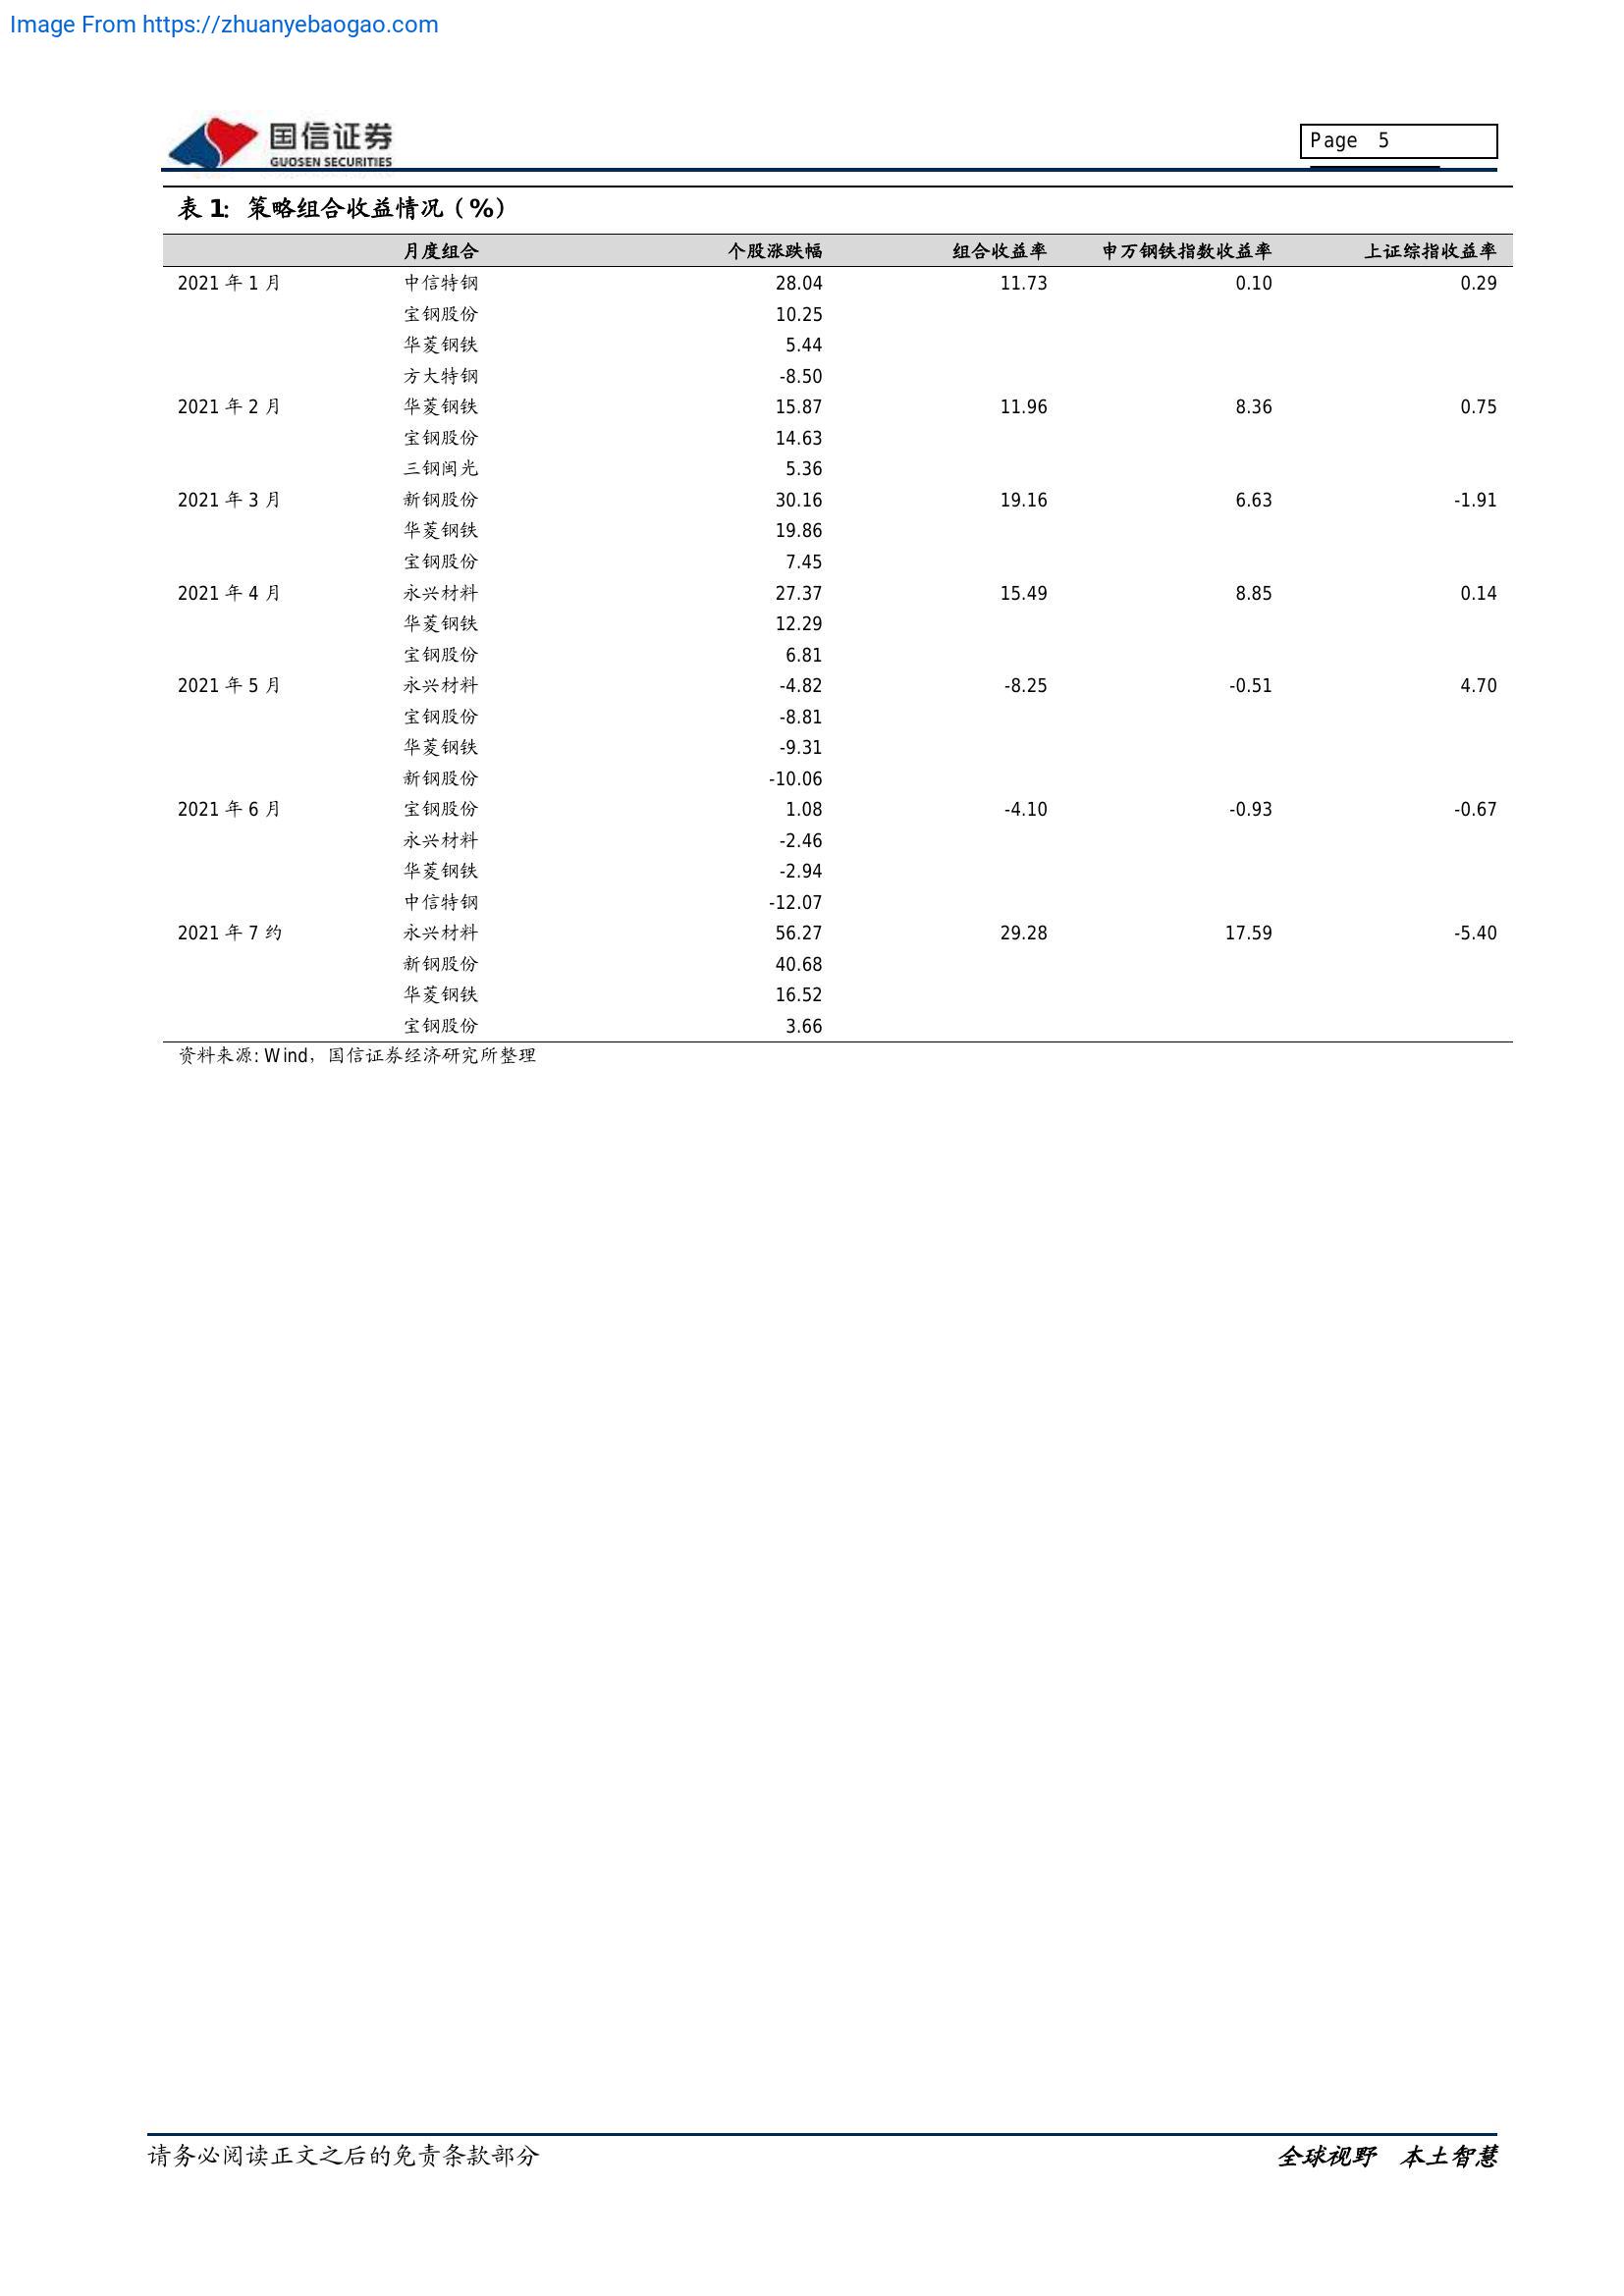 Image From https://zhuanyebaogao.com
国信证券
GUOSEN SECURITIES
Page 5
表 1：策略组合收益情况（%）
月度组合 个股涨跌幅 组合收益率 申万钢铁指数收益率 上证综指收益率
2021 年 1 月 中信特钢 28.04 11.73 0.10 0.29
宝钢股份 10.25
华菱钢铁 5.44
方大特钢 -8.50
2021 年 2 月 华菱钢铁 15.87 11.96 8.36 0.75
宝钢股份 14.63
三钢闽光 5.36
2021 年 3 月 新钢股份 30.16 19.16 6.63 -1.91
华菱钢铁 19.86
宝钢股份 7.45
2021 年 4 月 永兴材料 27.37 15.49 8.85 0.14
华菱钢铁 12.29
宝钢股份 6.81
2021 年 5 月 永兴材料 -4.82 -8.25 -0.51 4.70
宝钢股份 -8.81
华菱钢铁 -9.31
新钢股份 -10.06
2021 年 6 月 宝钢股份 1.08 -4.10 -0.93 -0.67
永兴材料 -2.46
华菱钢铁 -2.94
中信特钢 -12.07
2021 年 7 约 永兴材料 56.27 29.28 17.59 -5.40
新钢股份 40.68
华菱钢铁 16.52
宝钢股份 3.66
资料来源: Wind，国信证券经济研究所整理
请务必阅读正文之后的免责条款部分 全球视野 本土智慧